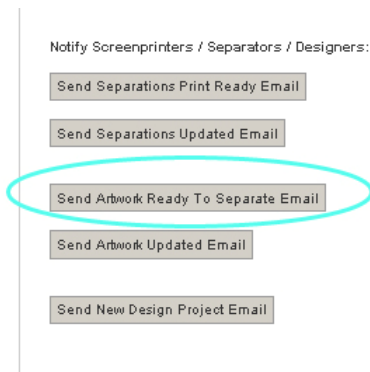 Notify Screenprinters / Separators / Designers:
Send Separations Print Ready Email
Send Separations Updated Email
Send Artwork Ready To Separate Email
Send Artwork Updated Email
Send New Design Project Email